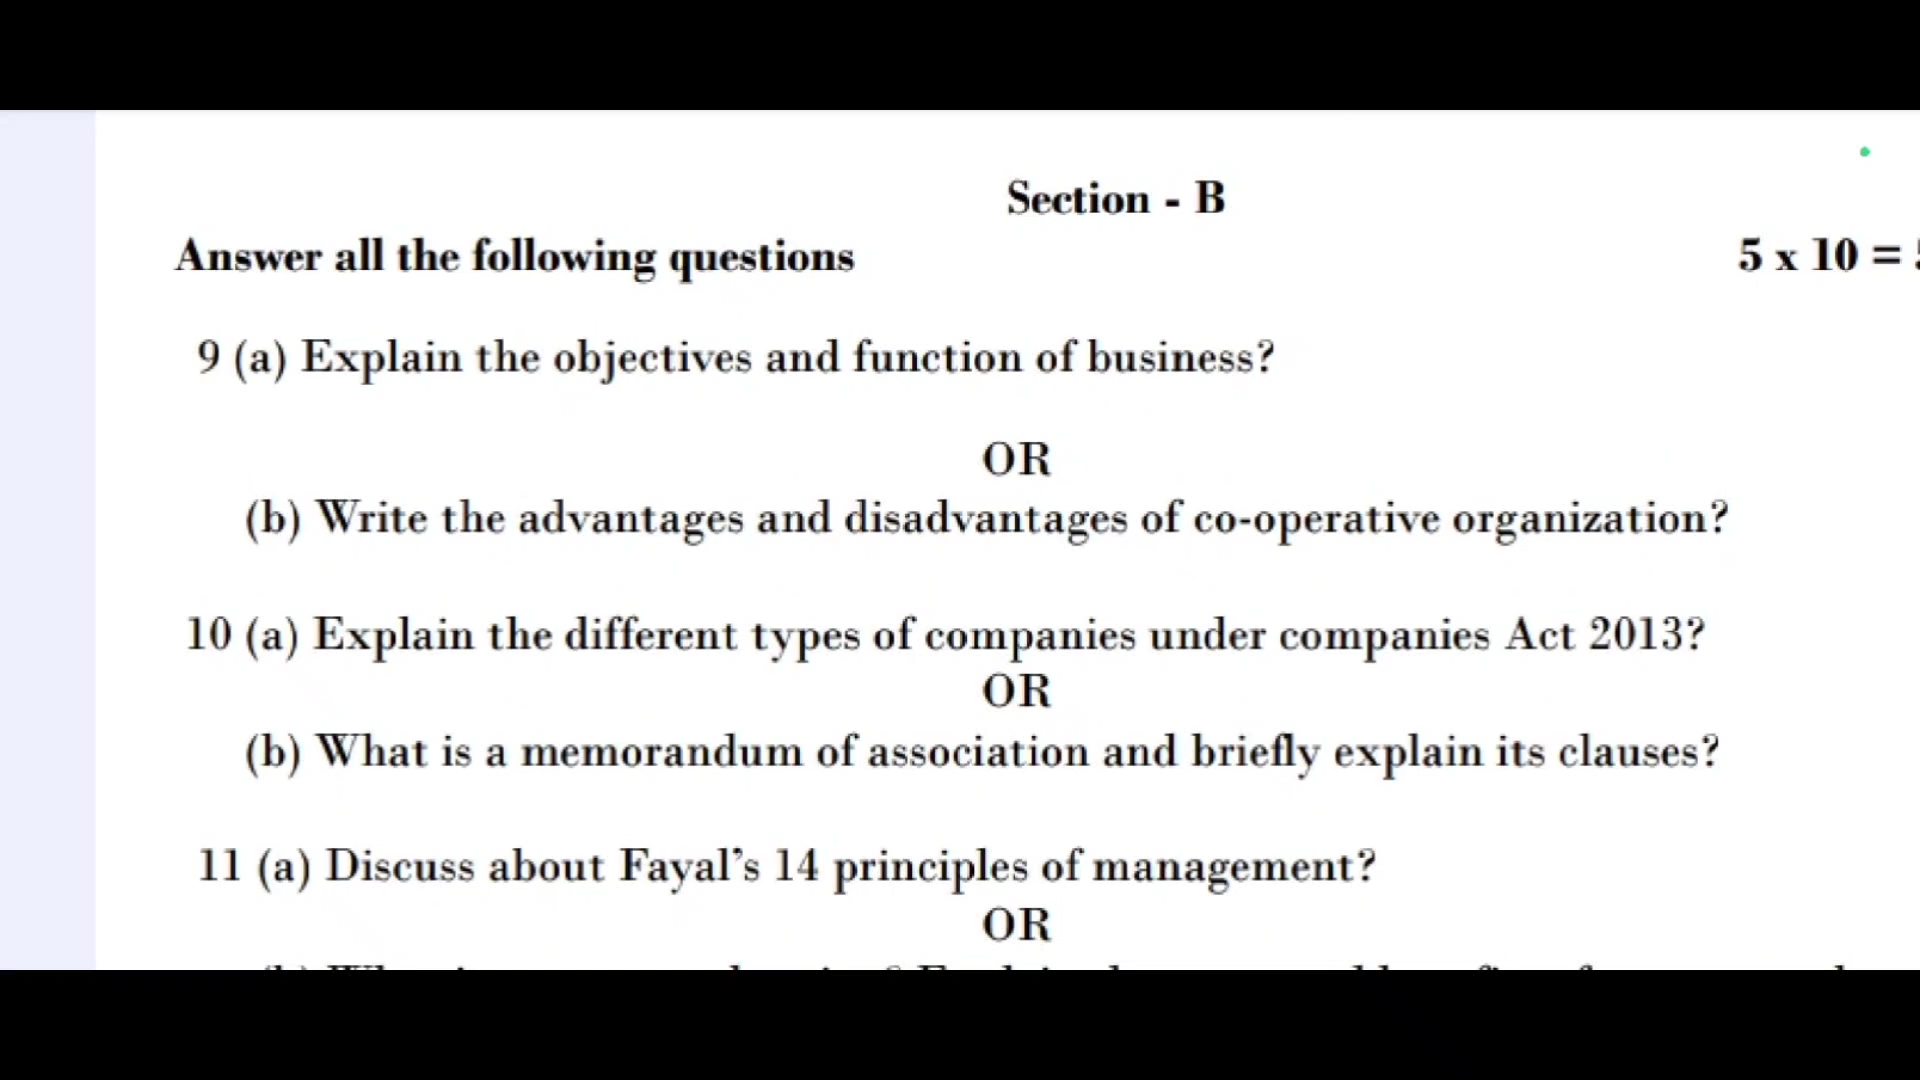 Section - B
Answer all the following questions 5 x 10 =
9 (a) Explain the objectives and function of business?
OR
(b) Write the advantages and disadvantages of co-operative organization?
10 (a) Explain the different types of companies under companies Act 2013?
OR
(b) What is a memorandum of association and briefly explain its clauses?
11 (a) Discuss about Fayal's 14 principles of management?
OR